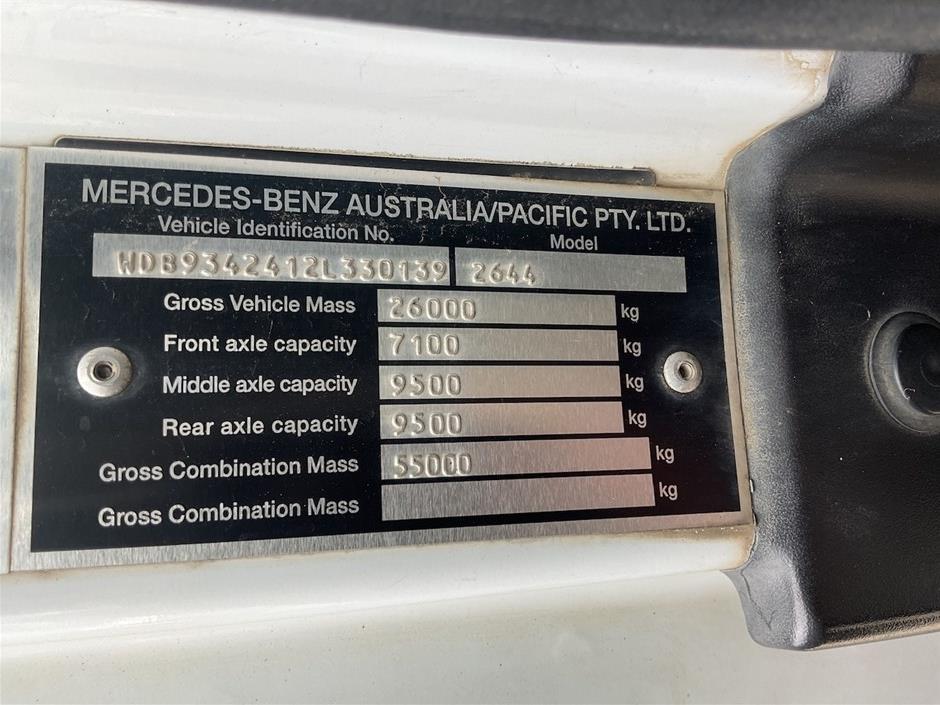 MERCEDES-BENZ AUSTRALIA/PACIFIC PTY. LTD.
Vehicle Identification No. Model
WDB9342412L330139 2644
Gross Vehicle Mass 26000 kg
Front axle capacity 7100 kg
Middle axle capacity 9500 kg
Rear axle capacity 9500 kg
Gross Combination Mass 55000 kg
Gross Combination Mass kg